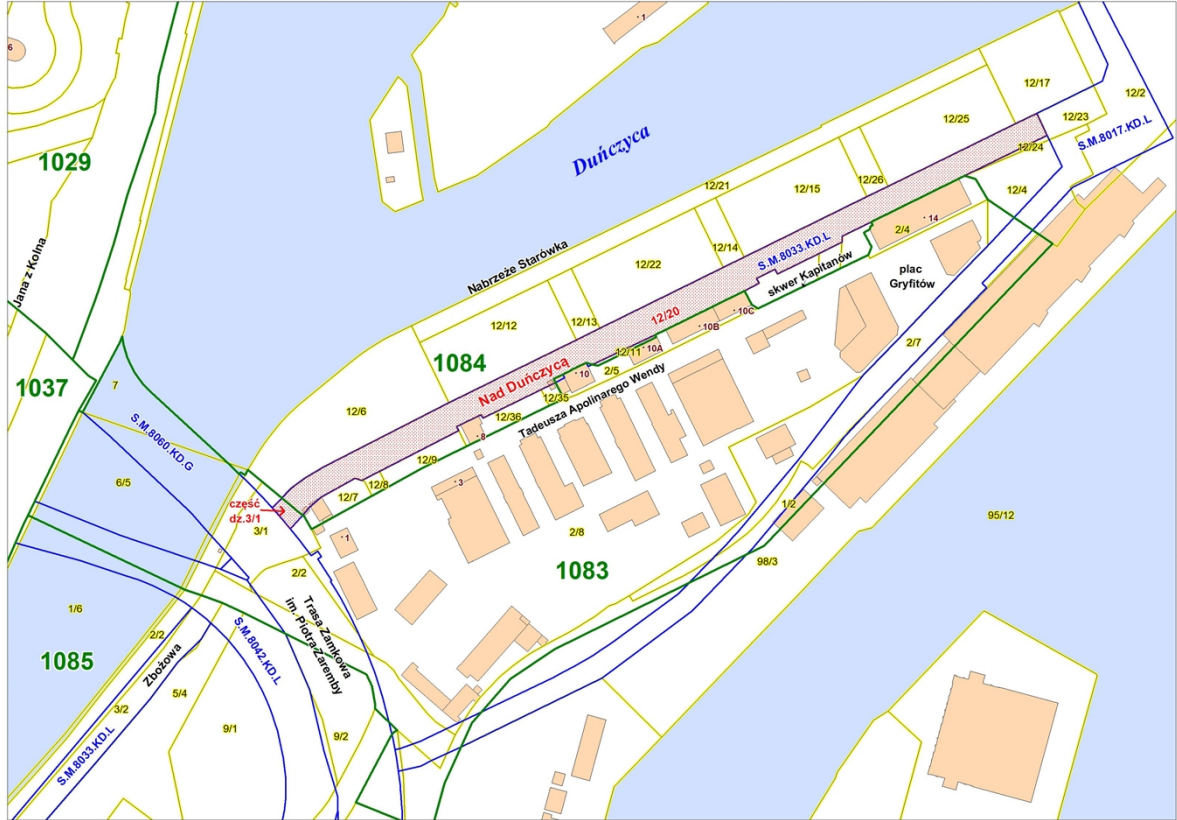 1
6
12/17
12/2
12/25
12/23
S.M.8017.KD.L
Duńczyca
12/24
1029
12/21
12/15
12/26
12/4
14
2/4
Jana z Kolna
Nabrzeże Starówka
12/14
S.M.8033.KD.L
12/22
skwer Kapitanów
plac
Gryfitów
12/12
12/13
12/20
10C
10B
2/7
1084
12/11
10A
1037
7
Nad Duńczycą
10
2/5
12/35
Tadeusza Apolinarego Wendy
12/6
12/36
S.M.8060.KD.G
8
12/9
6/5
12/8
3
12/7
część
dz.3/1
3/1
1/2
95/12
1
2/8
98/3
1083
2/2
Trasa Zamkowa
im. Piotra Zaremby
1/6
2/2
S.M.8042.KD.L
1085
Zbożowa
5/4
3/2
9/1
9/2
S.M.8033.KD.L